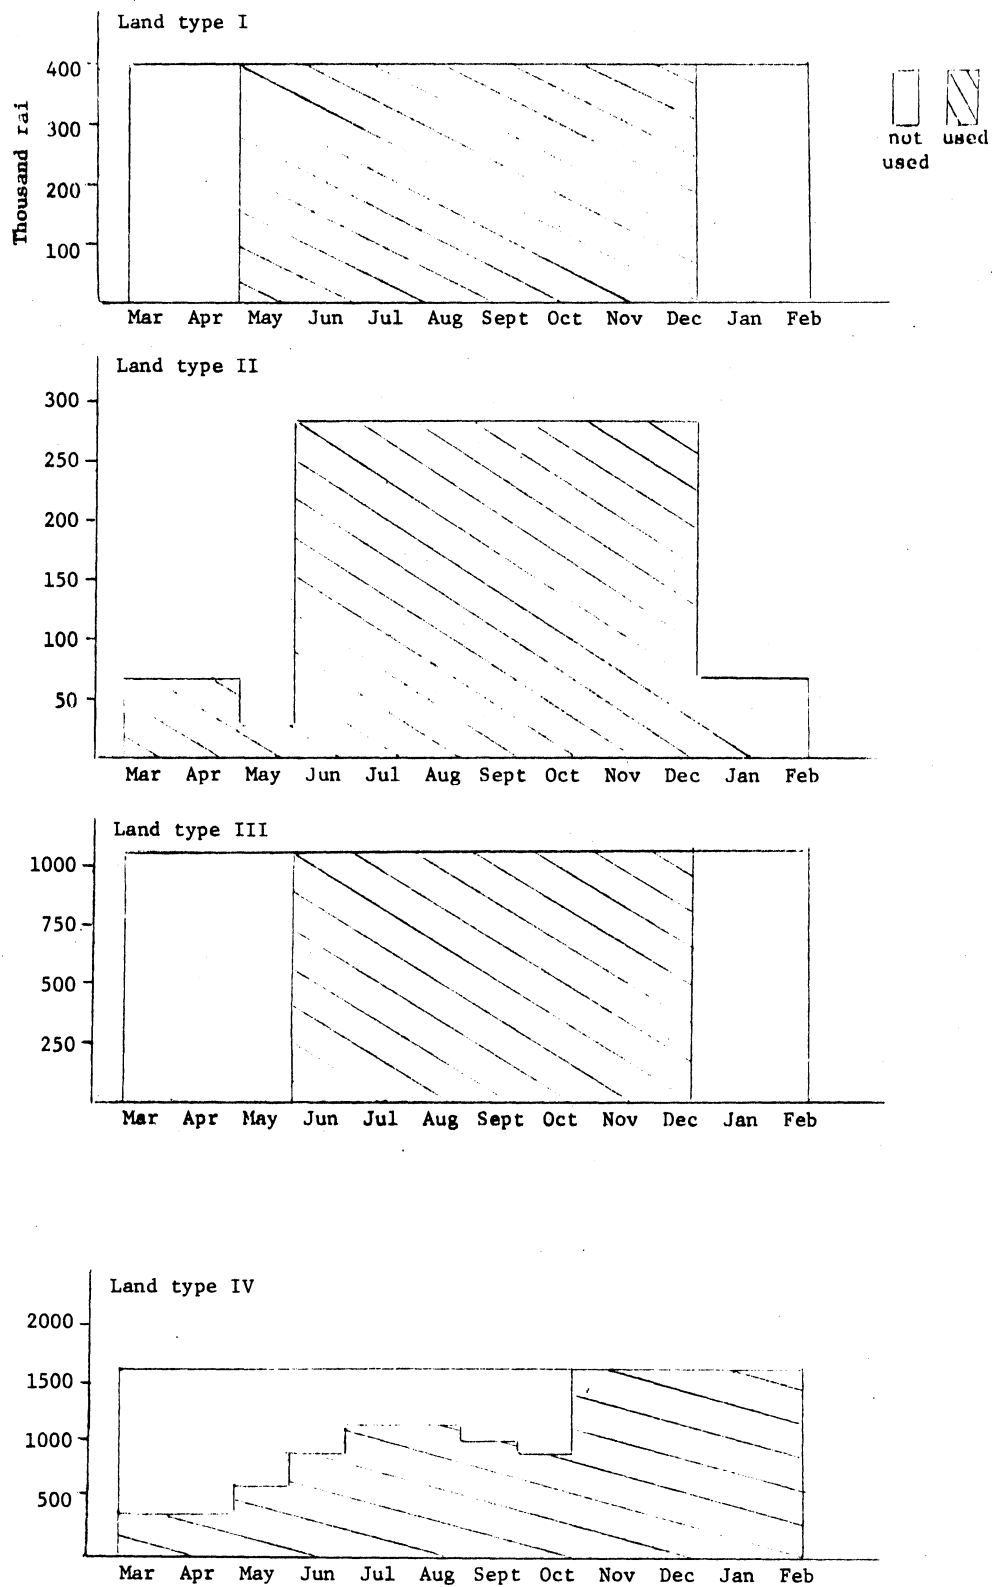 Land type I
Thousand rai
400
300
200
100
not used
used
Mar Apr May Jun Jul Aug Sept Oct Nov Dec Jan Feb
Land type II
300
250
200
150
100
50
Mar Apr May Jun Jul Aug Sept Oct Nov Dec Jan Feb
Land type III
1000
750
500
250
Mar Apr May Jun Jul Aug Sept Oct Nov Dec Jan Feb
Land type IV
2000
1500
1000
500
Mar Apr May Jun Jul Aug Sept Oct Nov Dec Jan Feb